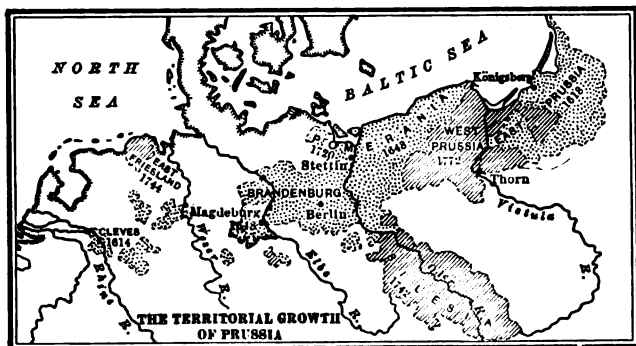 NORTH
SEA
BALTIC SEA
Königsberg
EAST
PRUSSIA
1618
WEST
PRUSSIA
1772
POMERANIA
1648
1720
Stettin
Thorn
Vistula
R.
EAST
FRIESLAND
1744
BRANDENBURG
Berlin
Magdeburg
CLEVES
1614
Rhine
R.
Weser
R.
Elbe
R.
SILESIA
THE TERRITORIAL GROWTH
OF PRUSSIA